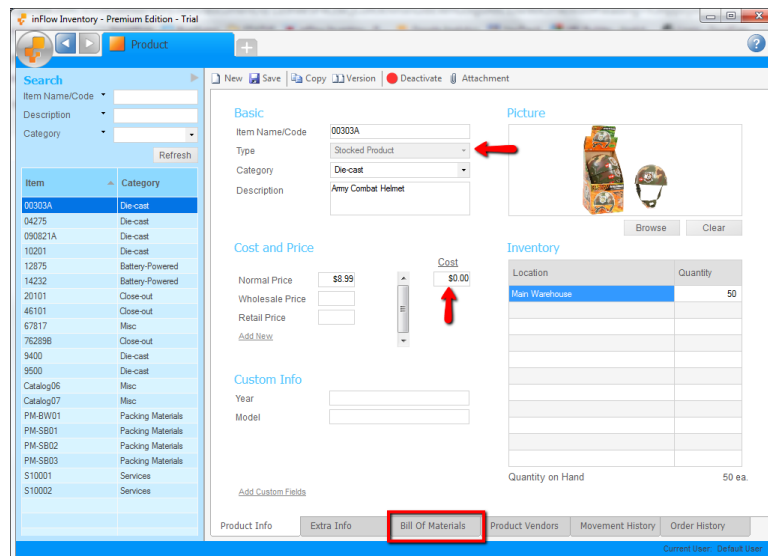 inFlow Inventory - Premium Edition - Trial
Product
Search
Item Name/Code
Description
Category
Refresh
Item Category
00303A Die-cast
04275 Die-cast
090821A Die-cast
10201 Die-cast
12875 Battery-Powered
14232 Battery-Powered
20101 Close-out
46101 Close-out
67817 Misc
76289B Close-out
9400 Die-cast
9500 Die-cast
Catalog06 Misc
Catalog07 Misc
PM-BW01 Packing Materials
PM-SB01 Packing Materials
PM-SB02 Packing Materials
PM-SB03 Packing Materials
S10001 Services
S10002 Services
New Save Copy Version Deactivate Attachment
Basic
Item Name/Code 00303A
Type Stocked Product
Category Die-cast
Description Army Combat Helmet
Picture
Browse Clear
Cost and Price
Cost
Normal Price $8.99 $0.00
Wholesale Price
Retail Price
Add New
Inventory
Location Quantity
Main Warehouse 50
Custom Info
Year
Model
Quantity on Hand 50 ea.
Add Custom Fields
Product Info Extra Info Bill Of Materials Product Vendors Movement History Order History
Current User: Default User